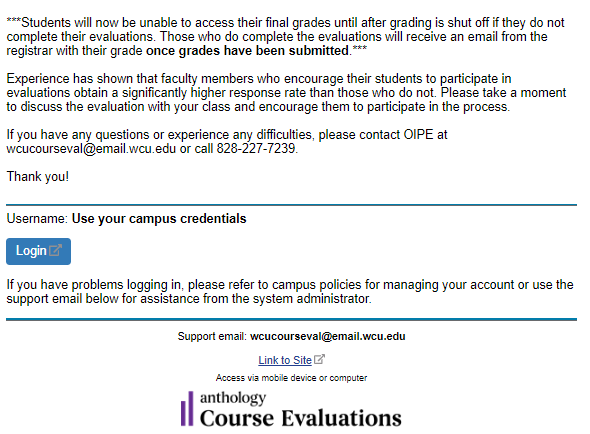 ***Students will now be unable to access their final grades until after grading is shut off if they do not
complete their evaluations. Those who do complete the evaluations will receive an email from the
registrar with their grade once grades have been submitted.***
Experience has shown that faculty members who encourage their students to participate in
evaluations obtain a significantly higher response rate than those who do not. Please take a moment
to discuss the evaluation with your class and encourage them to participate in the process.
If you have any questions or experience any difficulties, please contact OIPE at
wcucourseval@email.wcu.edu or call 828-227-7239.
Thank you!
Username: Use your campus credentials
Login
If you have problems logging in, please refer to campus policies for managing your account or use the
support email below for assistance from the system administrator.
Support email: wcucourseval@email.wcu.edu
Link to Site
Access via mobile device or computer
anthology
Course Evaluations